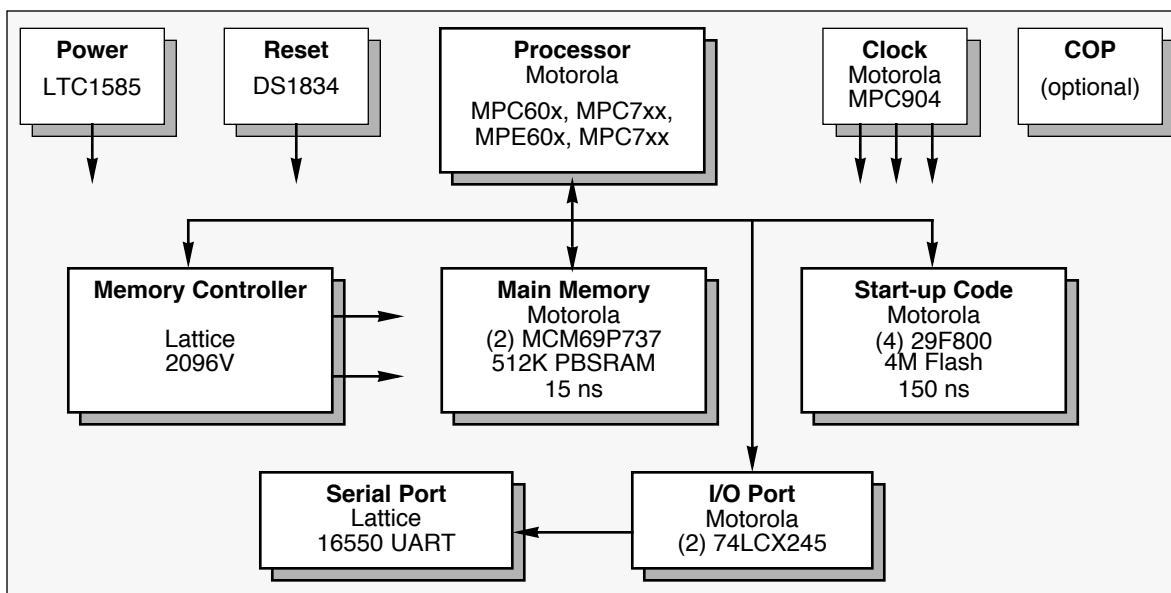 Power
LTC1585
Reset
DS1834
Processor
Motorola
MPC60x, MPC7xx,
MPE60x, MPC7xx
Clock
Motorola
MPC904
COP
(optional)
Memory Controller
Lattice
2096V
Main Memory
Motorola
(2) MCM69P737
512K PBSRAM
15 ns
Start-up Code
Motorola
(4) 29F800
4M Flash
150 ns
Serial Port
Lattice
16550 UART
I/O Port
Motorola
(2) 74LCX245